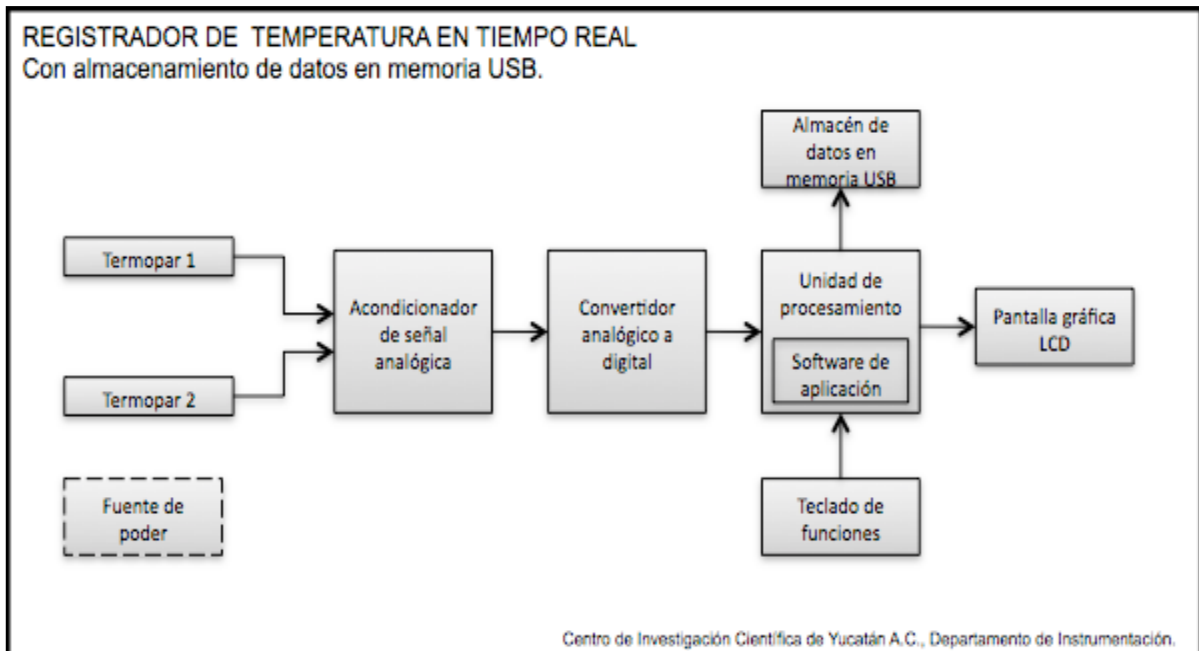 REGISTRADOR DE TEMPERATURA EN TIEMPO REAL
Con almacenamiento de datos en memoria USB.
Almacén de
datos en
memoria USB
Termopar 1
Termopar 2
Acondicionador
de señal
analógica
Convertidor
analógico a
digital
Unidad de
procesamiento
Software de
aplicación
Pantalla gráfica
LCD
Fuente de
poder
Teclado de
funciones
Centro de Investigación Científica de Yucatán A.C., Departamento de Instrumentación.